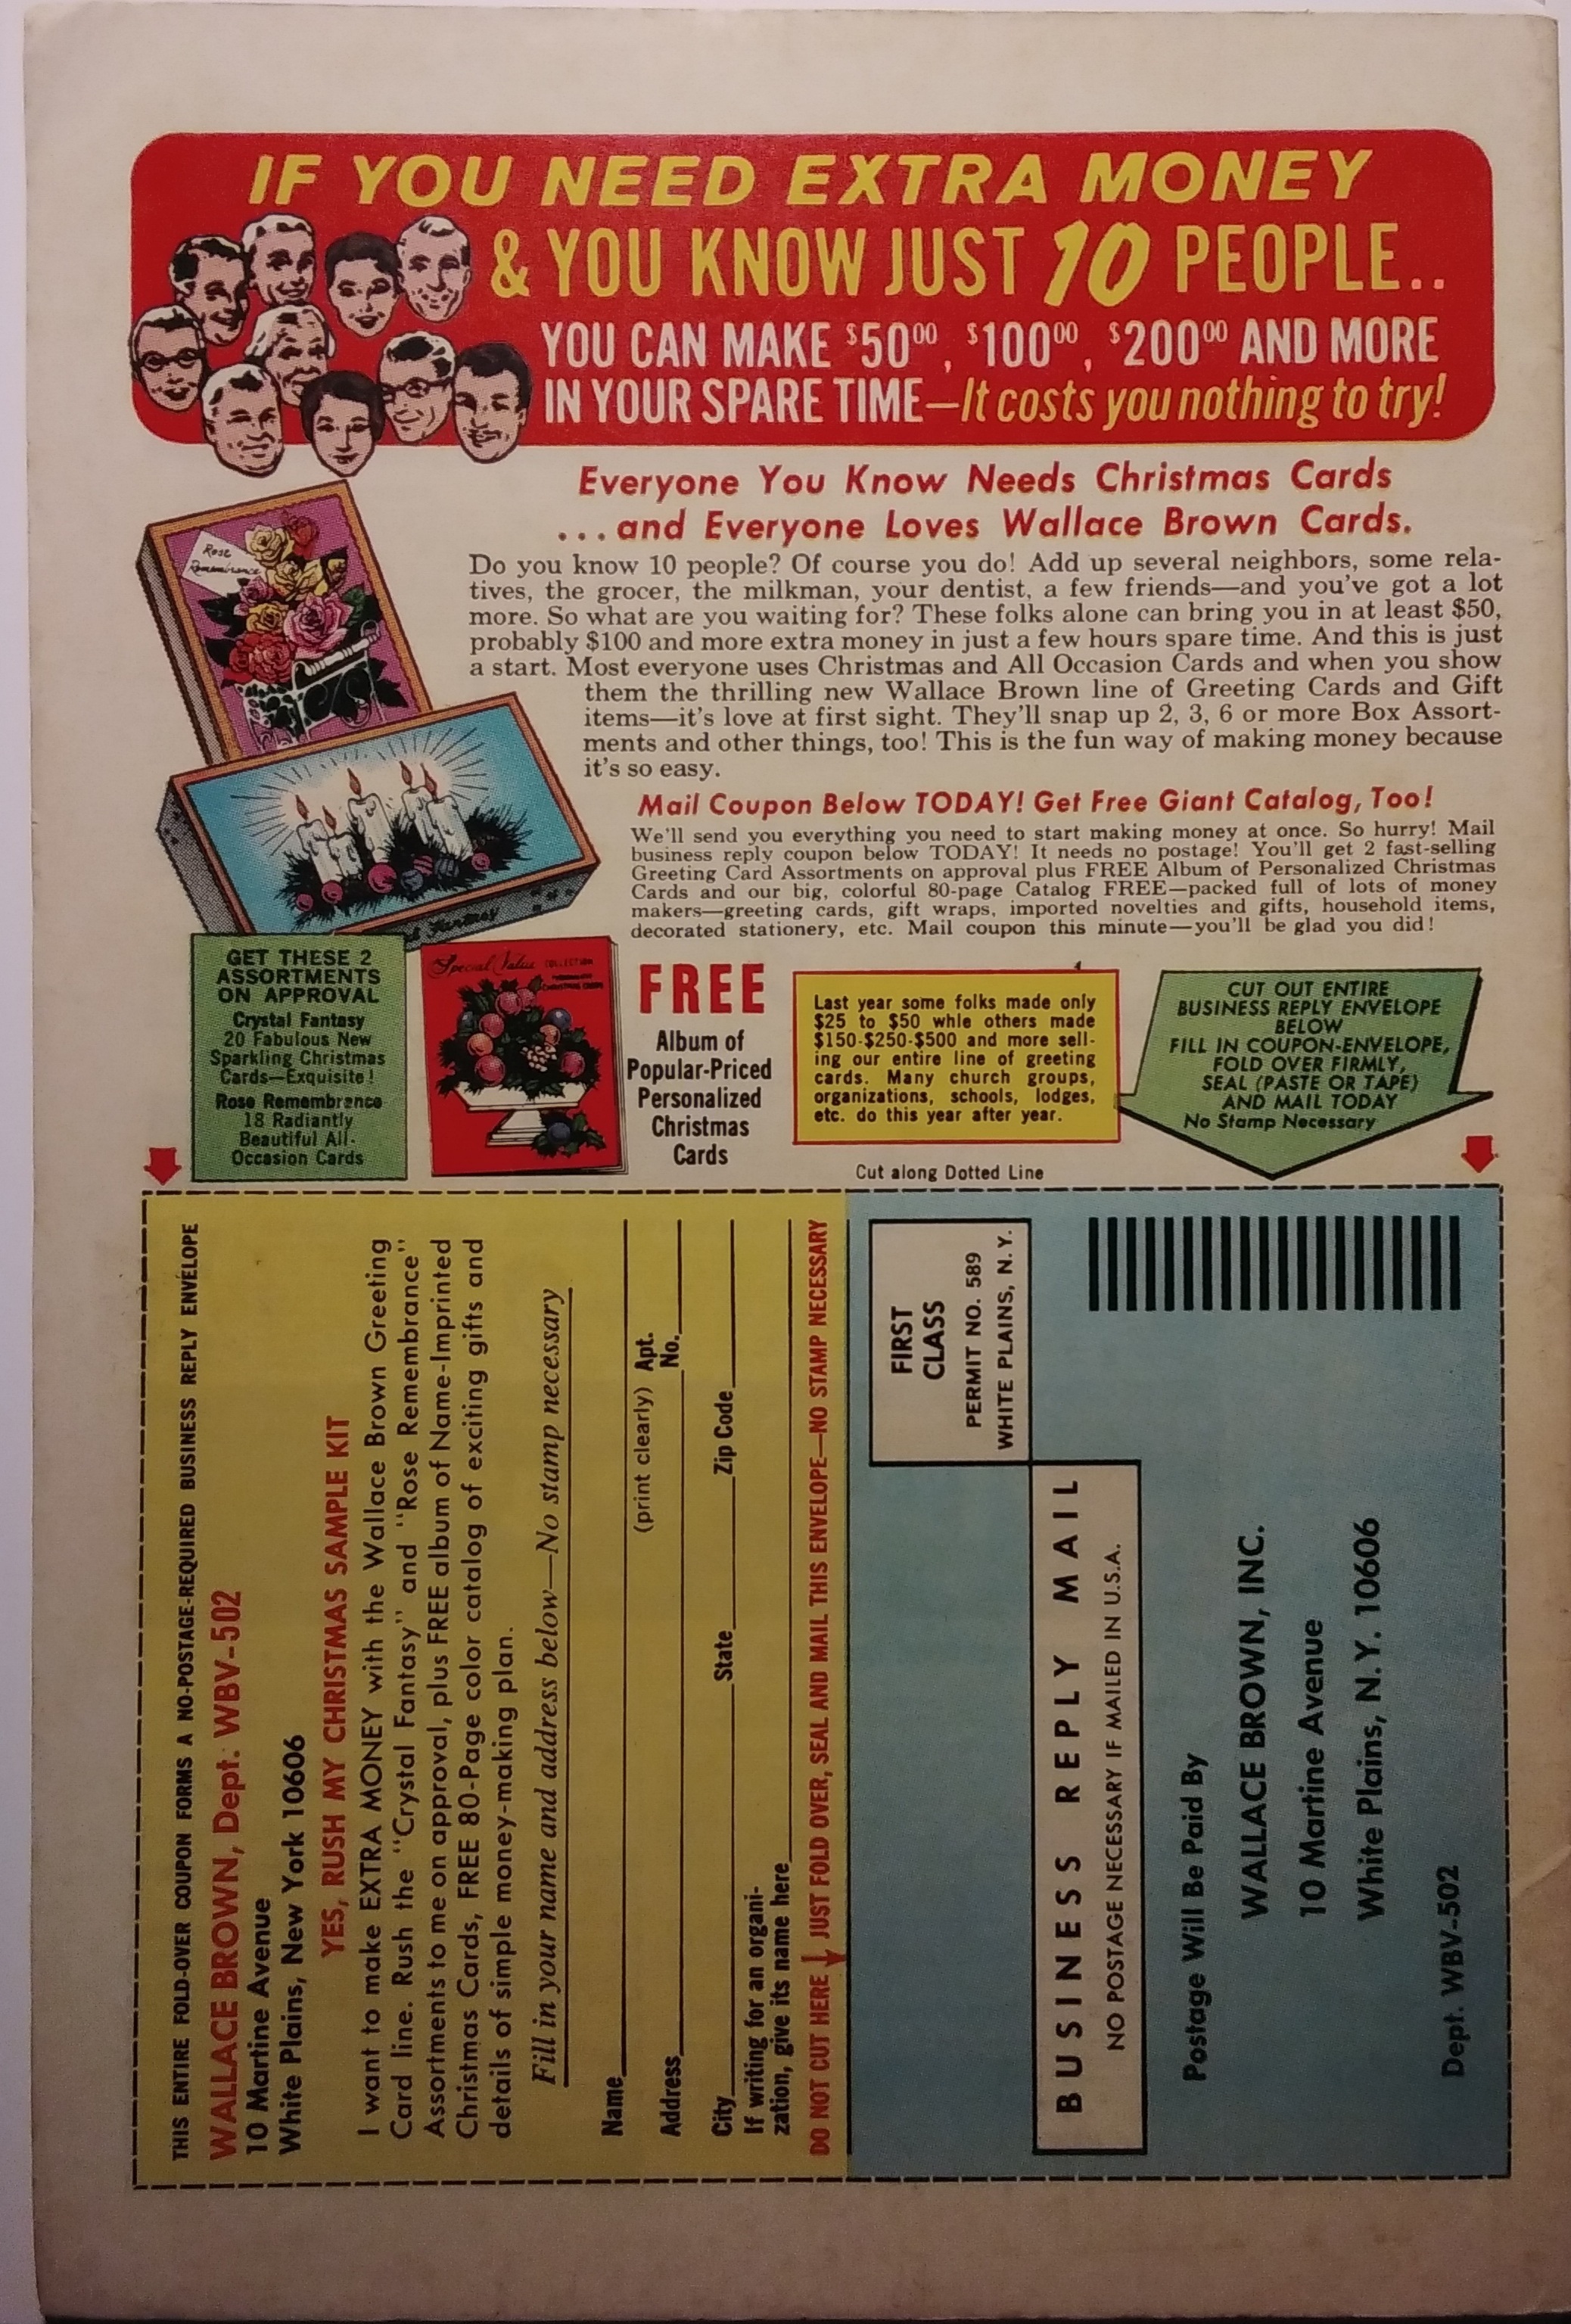 IF YOU NEED EXTRA MONEY
& YOU KNOW JUST 10 PEOPLE..
YOU CAN MAKE $50⁰⁰, $100⁰⁰, $200⁰⁰ AND MORE
IN YOUR SPARE TIME—It costs you nothing to try!
Everyone You Know Needs Christmas Cards
...and Everyone Loves Wallace Brown Cards.
Rose
Remembrance
Do you know 10 people? Of course you do! Add up several neighbors, some rela-
tives, the grocer, the milkman, your dentist, a few friends—and you've got a lot
more. So what are you waiting for? These folks alone can bring you in at least $50,
probably $100 and more extra money in just a few hours spare time. And this is just
a start. Most everyone uses Christmas and All Occasion Cards and when you show
them the thrilling new Wallace Brown line of Greeting Cards and Gift
items—it's love at first sight. They'll snap up 2, 3, 6 or more Box Assort-
ments and other things, too! This is the fun way of making money because
it's so easy.
Mail Coupon Below TODAY! Get Free Giant Catalog, Too!
We'll send you everything you need to start making money at once. So hurry! Mail
business reply coupon below TODAY! It needs no postage! You'll get 2 fast-selling
Greeting Card Assortments on approval plus FREE Album of Personalized Christmas
Cards and our big, colorful 80-page Catalog FREE—packed full of lots of money
makers—greeting cards, gift wraps, imported novelties and gifts, household items,
decorated stationery, etc. Mail coupon this minute—you'll be glad you did!
Fantasy
GET THESE 2
ASSORTMENTS
ON APPROVAL
Crystal Fantasy
20 Fabulous New
Sparkling Christmas
Cards—Exquisite!
Rose Remembrence
18 Radiantly
Beautiful All-
Occasion Cards
Special Value COLLECTION
CHRISTMAS CARDS
FREE
Album of
Popular-Priced
Personalized
Christmas
Cards
Last year some folks made only
$25 to $50 whle others made
$150-$250-$500 and more sell-
ing our entire line of greeting
cards. Many church groups,
organizations, schools, lodges,
etc. do this year after year.
CUT OUT ENTIRE
BUSINESS REPLY ENVELOPE
BELOW
FILL IN COUPON-ENVELOPE,
FOLD OVER FIRMLY,
SEAL (PASTE OR TAPE)
AND MAIL TODAY
No Stamp Necessary
Cut along Dotted Line
THIS ENTIRE FOLD-OVER COUPON FORMS A NO-POSTAGE-REQUIRED BUSINESS REPLY ENVELOPE
WALLACE BROWN, Dept. WBV-502
10 Martine Avenue
White Plains, New York 10606
YES, RUSH MY CHRISTMAS SAMPLE KIT
I want to make EXTRA MONEY with the Wallace Brown Greeting
Card line. Rush the "Crystal Fantasy" and "Rose Remembrance"
Assortments to me on approval, plus FREE album of Name-Imprinted
Christmas Cards, FREE 80-Page color catalog of exciting gifts and
details of simple money-making plan.
Fill in your name and address below—No stamp necessary
Name
(print clearly)
Address Apt. No.
City State Zip Code
If writing for an organi-
zation, give its name here
DO NOT CUT HERE JUST FOLD OVER, SEAL AND MAIL THIS ENVELOPE—NO STAMP NECESSARY
FIRST
CLASS
PERMIT NO. 589
WHITE PLAINS, N.Y.
BUSINESS REPLY MAIL
NO POSTAGE NECESSARY IF MAILED IN U.S.A.
Postage Will Be Paid By
WALLACE BROWN, INC.
10 Martine Avenue
White Plains, N.Y. 10606
Dept. WBV-502